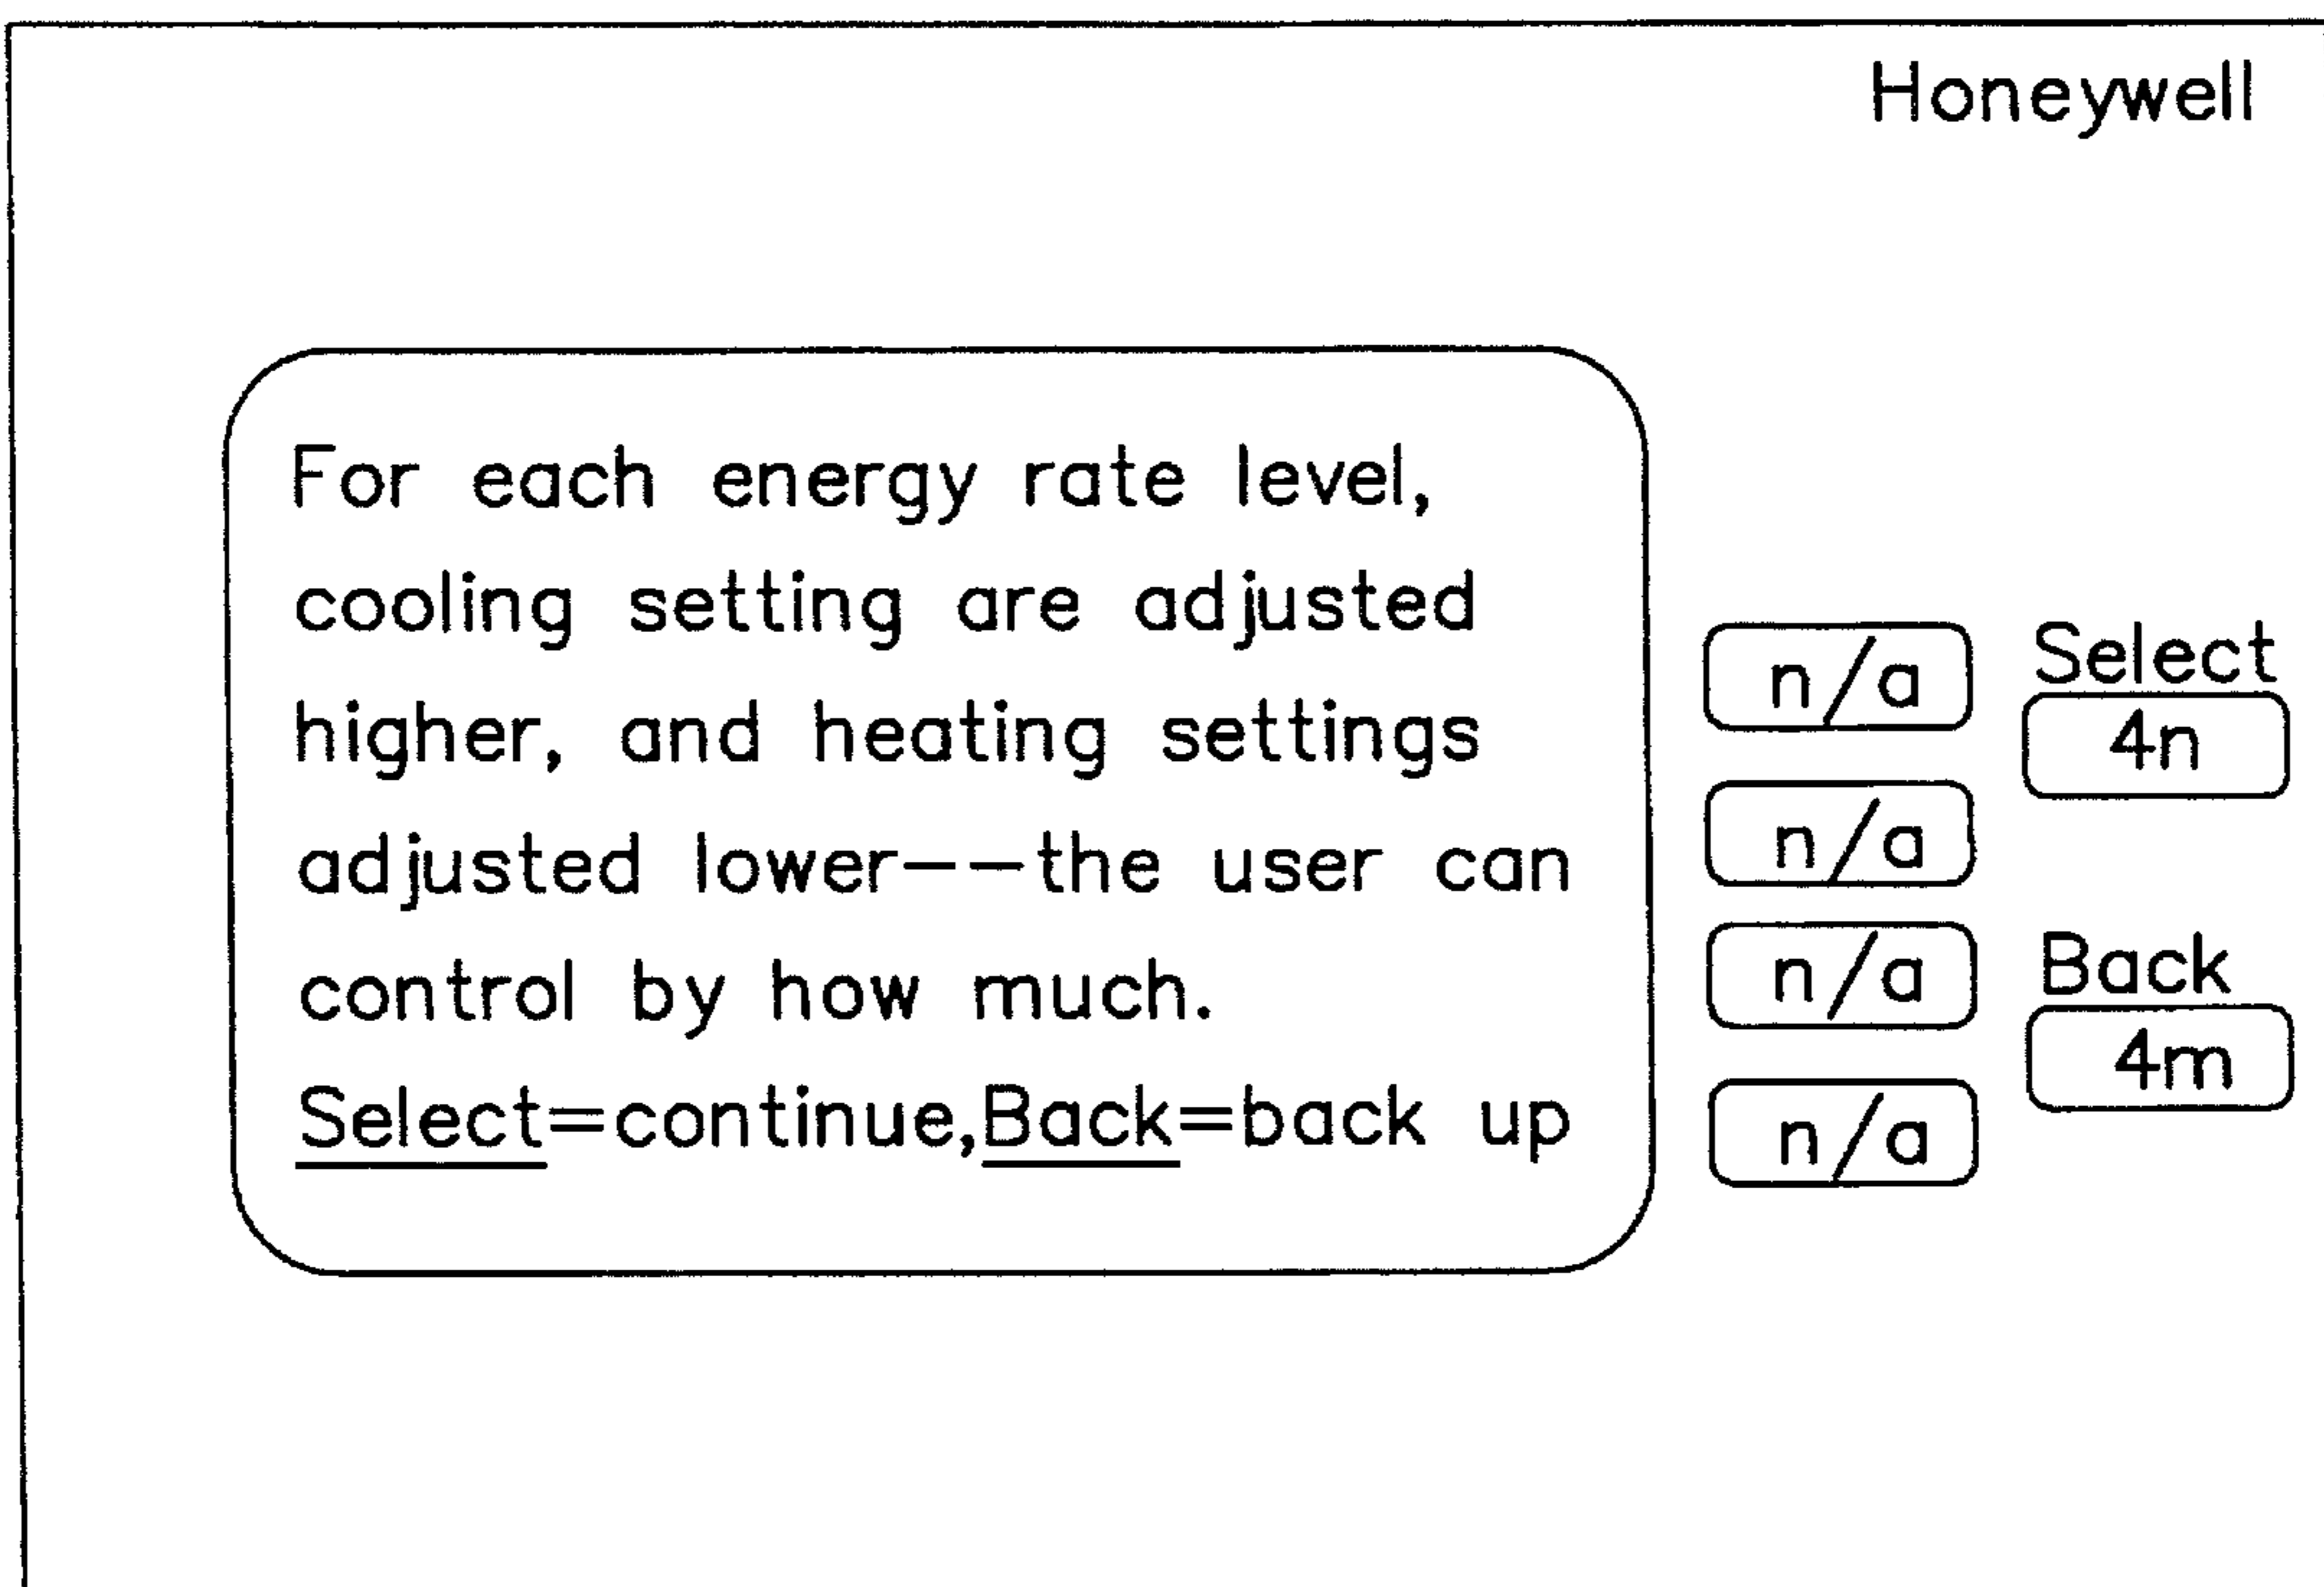 Honeywell
For each energy rate level,
cooling setting are adjusted
higher, and heating settings
adjusted lower--the user can
control by how much.
Select=continue,Back=back up
n/a
n/a
n/a
n/a
Select
4n
Back
4m